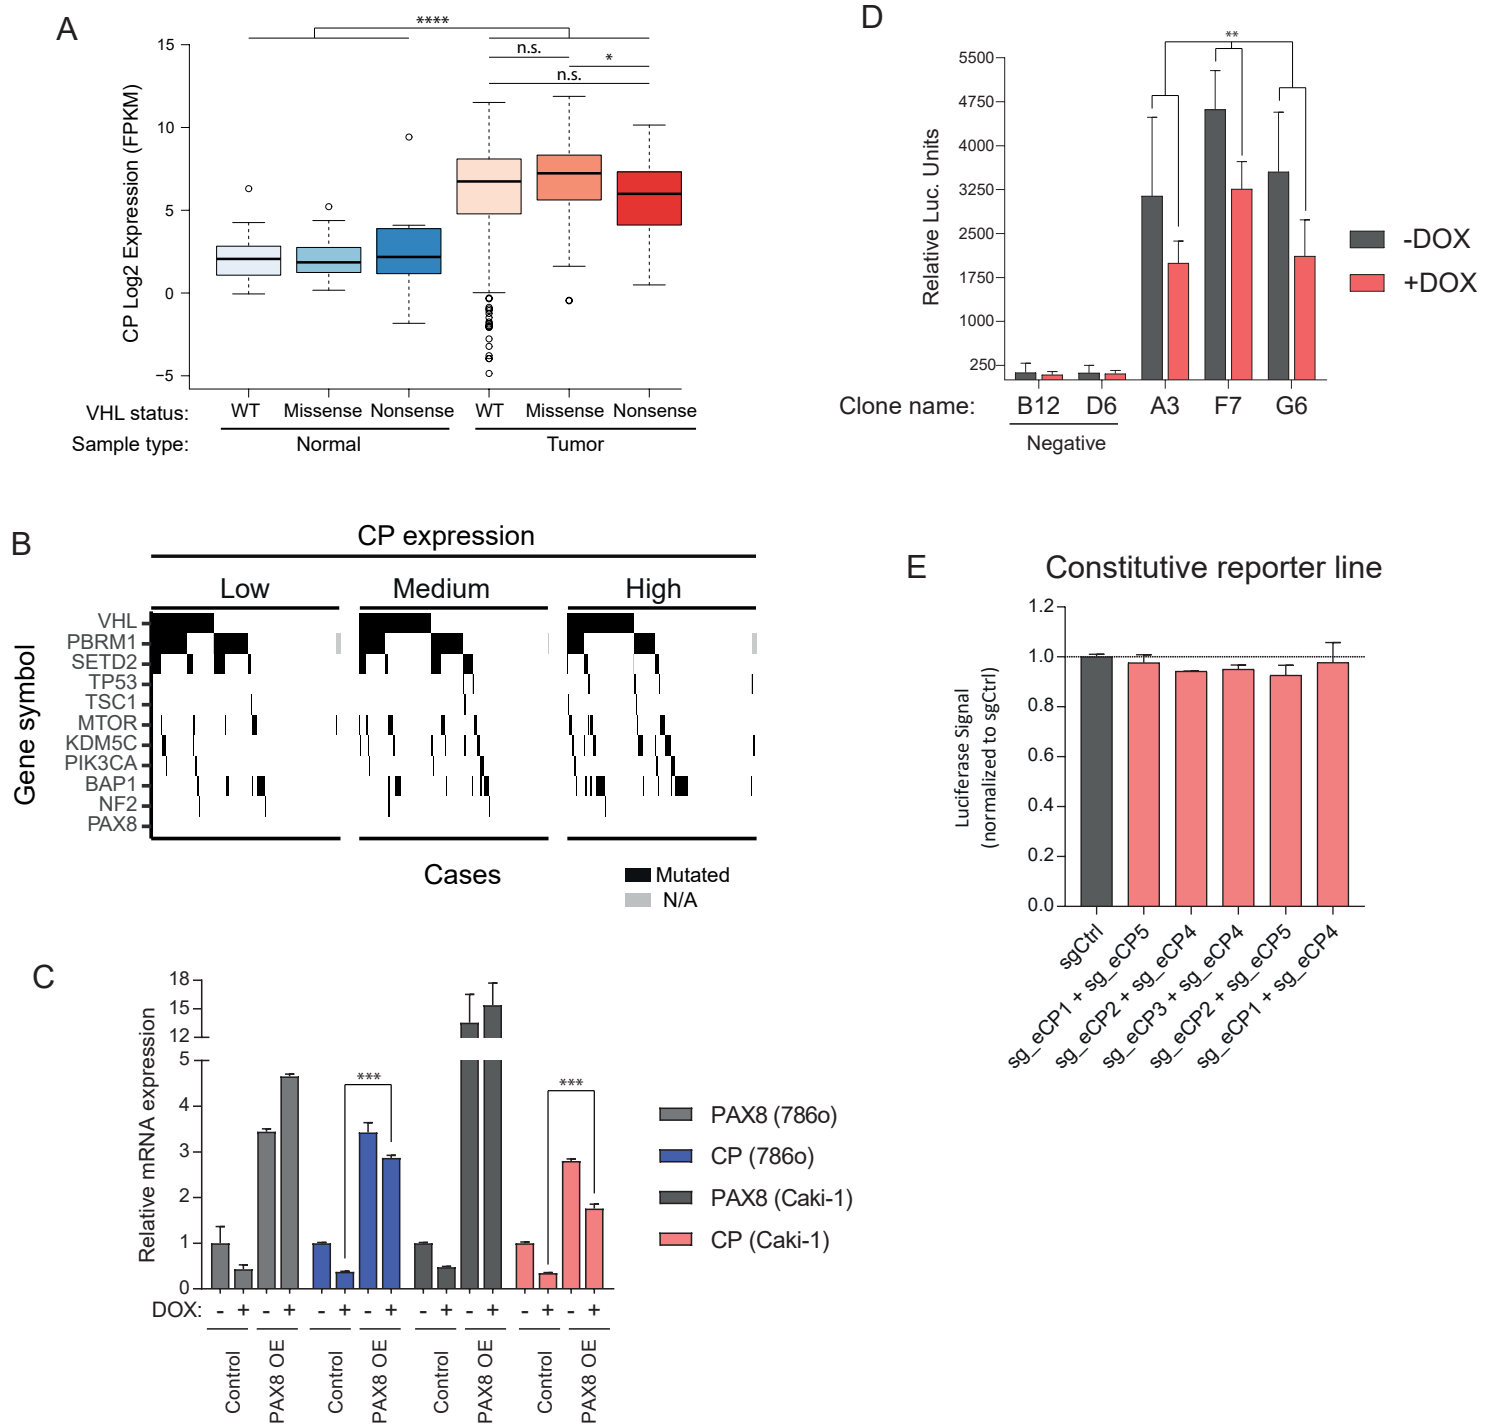 A
****
n.s.
*
n.s.
15
10
5
0
−5
CP Log2 Expression (FPKM)
VHL status: WT Missense Nonsense WT Missense Nonsense
Sample type: Normal Tumor
D
**
5500
4750
4000
3250
2500
1750
1000
250
Relative Luc. Units
-DOX
+DOX
Clone name: B12 D6 A3 F7 G6
Negative
B
CP expression
Low Medium High
Gene symbol
VHL
PBRM1
SETD2
TP53
TSC1
MTOR
KDM5C
PIK3CA
BAP1
NF2
PAX8
Cases
Mutated
N/A
E
Constitutive reporter line
1.2
1.0
0.8
0.6
0.4
0.2
0.0
Luciferase Signal
(normalized to sgCtrl)
sgCtrl
sg_eCP1 + sg_eCP5
sg_eCP2 + sg_eCP4
sg_eCP3 + sg_eCP4
sg_eCP2 + sg_eCP5
sg_eCP1 + sg_eCP4
C
18
15
12
5
4
3
2
1
0
Relative mRNA expression
***
***
PAX8 (786o)
CP (786o)
PAX8 (Caki-1)
CP (Caki-1)
DOX: - + - + - + - + - + - + - + - +
Control
PAX8 OE
Control
PAX8 OE
Control
PAX8 OE
Control
PAX8 OE